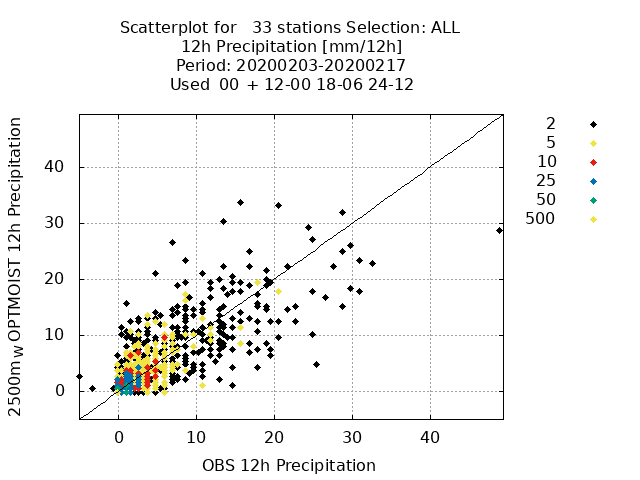 Scatterplot for 33 stations Selection: ALL
12h Precipitation [mm/12h]
Period: 20200203-20200217
Used 00 + 12-00 18-06 24-12
2
5
10
25
50
500
2500m_W OPTMOIST 12h Precipitation
40
30
20
10
0
0 10 20 30 40
OBS 12h Precipitation